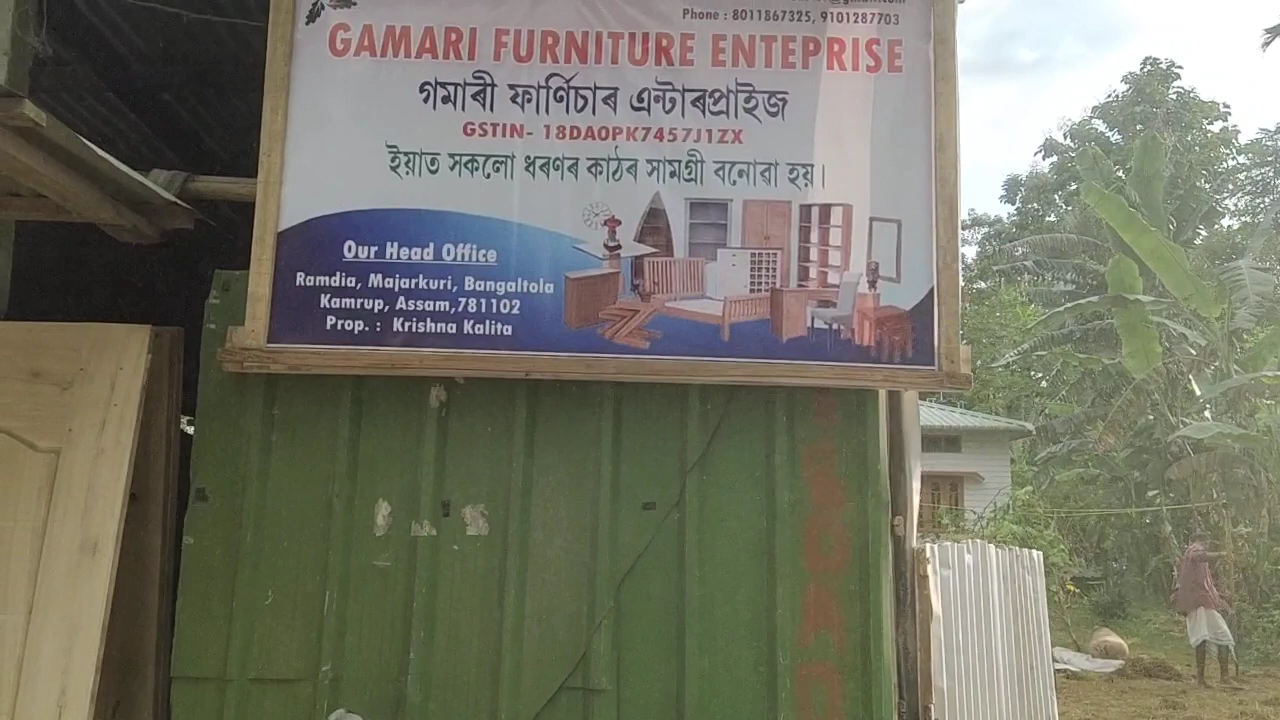 Phone : 8011867325, 9101287703
GAMARI FURNITURE ENTEPRISE
গমাৰী ফাৰ্ণিচাৰ এন্টাৰপ্ৰাইজ
GSTIN- 18DAOPK7457J1ZX
ইয়াত সকলো ধৰণৰ কাঠৰ সামগ্ৰী বনোৱা হয়।
Our Head Office
Ramdia, Majarkuri, Bangaltola
Kamrup, Assam,781102
Prop. : Krishna Kalita